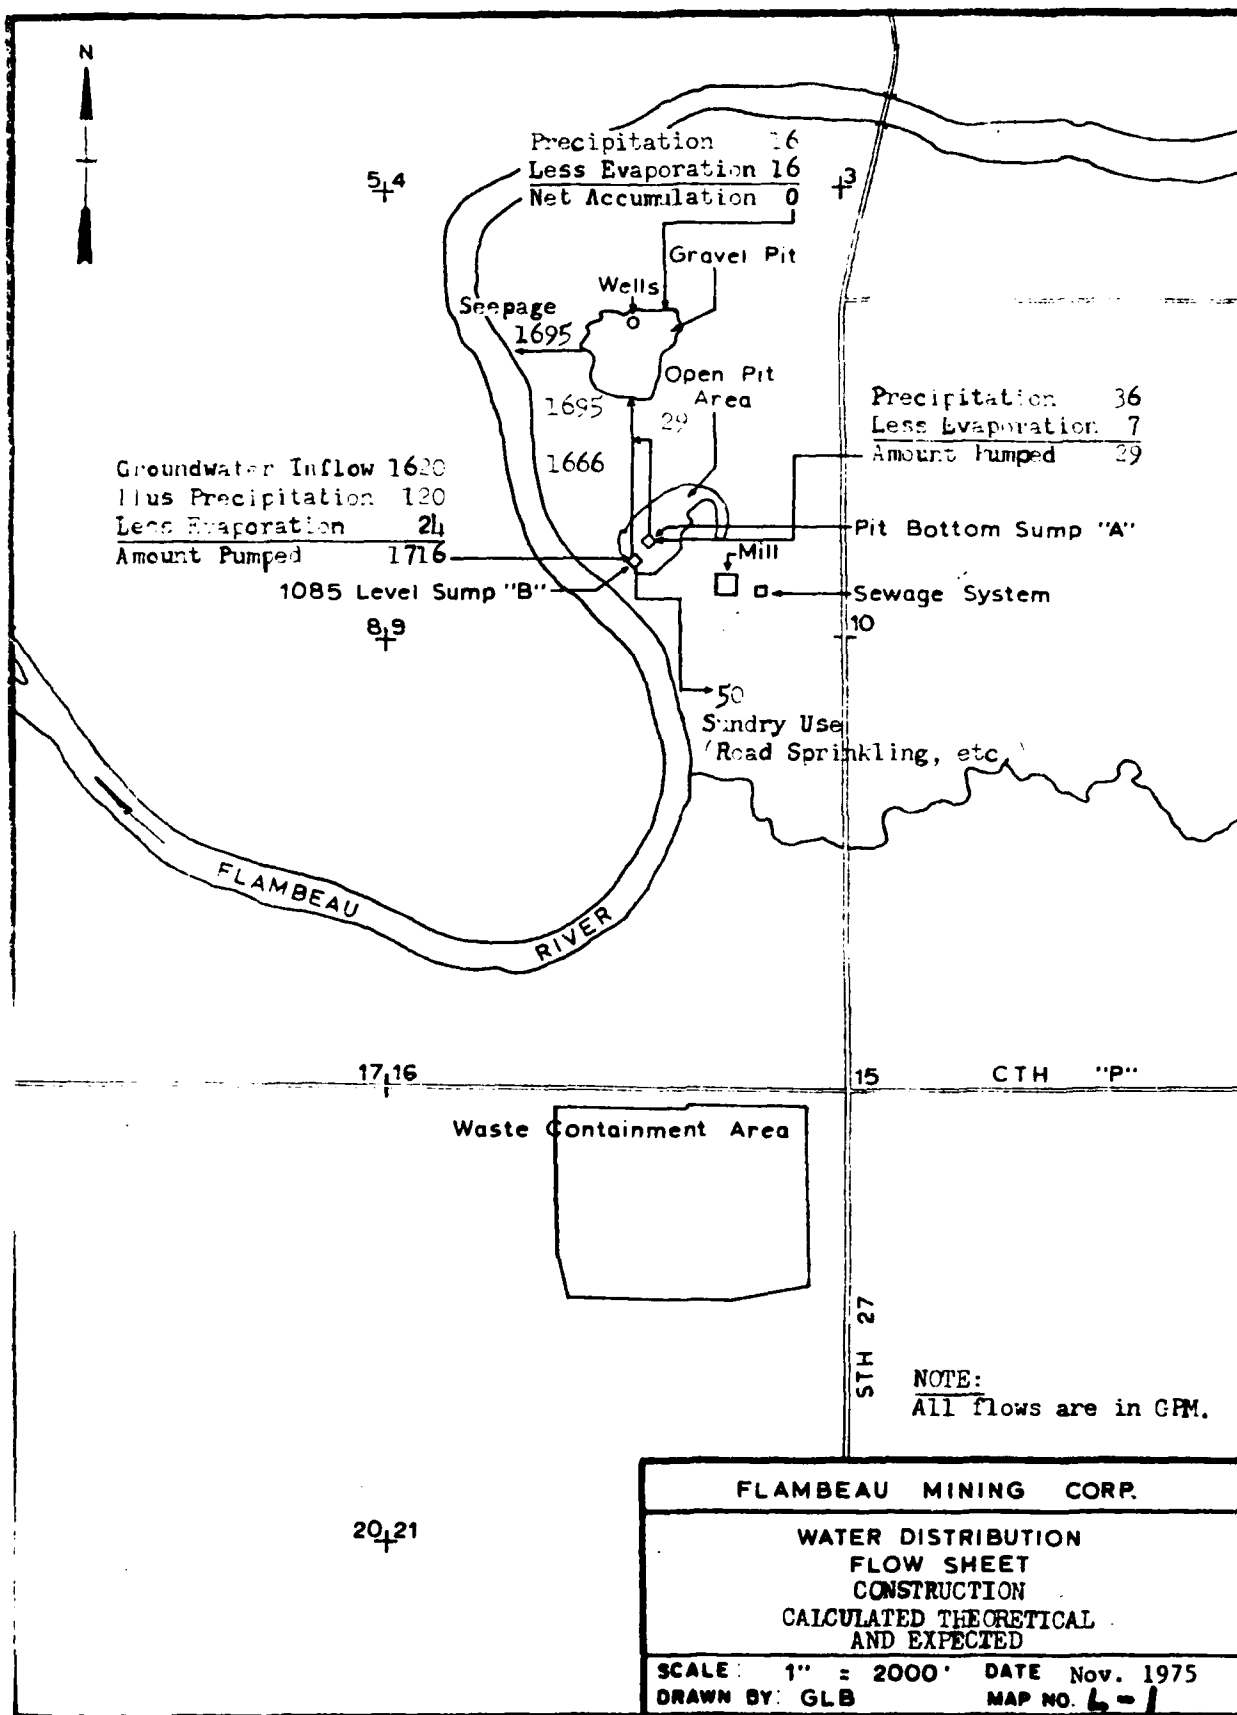 N
Precipitation 16
Less Evaporation 16
Net Accumulation 0
5 4
3
Gravel Pit
Wells
Seepage
1695
Open Pit
Area
1695
29
1666
Precipitation 36
Less Evaporation 7
Amount Pumped 29
Groundwater Inflow 1620
Plus Precipitation 120
Less Evaporation 24
Amount Pumped 1716
Pit Bottom Sump "A"
Mill
1085 Level Sump "B"
Sewage System
8 9
10
50
Sundry Use
(Road Sprinkling, etc.)
FLAMBEAU
RIVER
17 16
15
CTH "P"
Waste Containment Area
STH 27
NOTE:
All flows are in GPM.
20 21
FLAMBEAU MINING CORP.
WATER DISTRIBUTION
FLOW SHEET
CONSTRUCTION
CALCULATED THEORETICAL
AND EXPECTED
SCALE: 1" = 2000' DATE Nov. 1975
DRAWN BY: GLB MAP NO. L-1